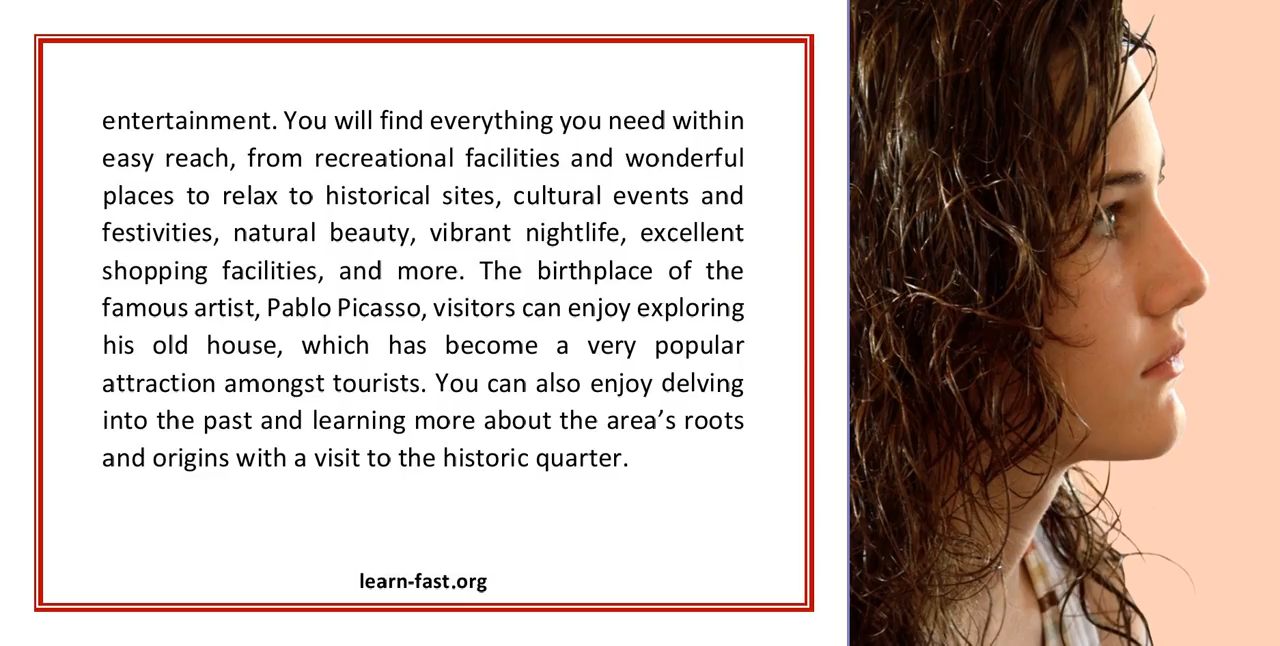 entertainment. You will find everything you need within
easy reach, from recreational facilities and wonderful
places to relax to historical sites, cultural events and
festivities, natural beauty, vibrant nightlife, excellent
shopping facilities, and more. The birthplace of the
famous artist, Pablo Picasso, visitors can enjoy exploring
his old house, which has become a very popular
attraction amongst tourists. You can also enjoy delving
into the past and learning more about the area’s roots
and origins with a visit to the historic quarter.
learn-fast.org